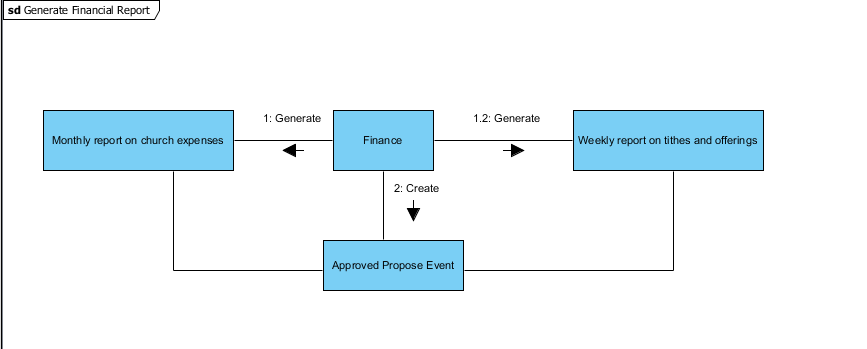 sd Generate Financial Report
1: Generate
1.2: Generate
Monthly report on church expenses
Finance
Weekly report on tithes and offerings
2: Create
Approved Propose Event